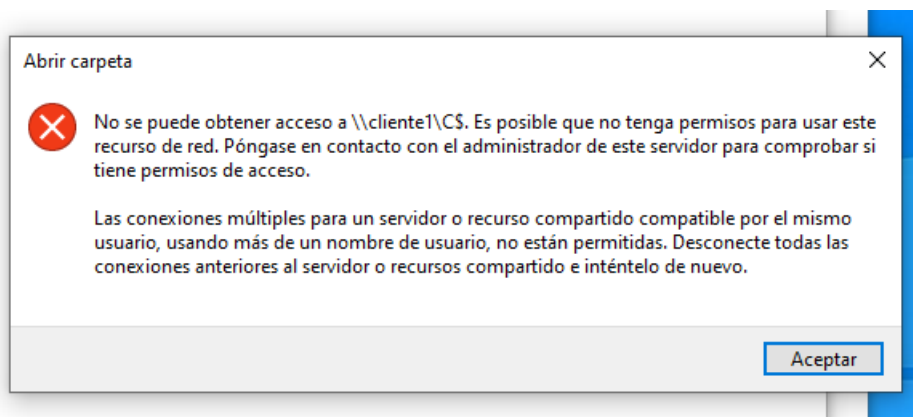 Abrir carpeta
No se puede obtener acceso a \\cliente1\C$. Es posible que no tenga permisos para usar este
recurso de red. Póngase en contacto con el administrador de este servidor para comprobar si
tiene permisos de acceso.
Las conexiones múltiples para un servidor o recurso compartido compatible por el mismo
usuario, usando más de un nombre de usuario, no están permitidas. Desconecte todas las
conexiones anteriores al servidor o recursos compartido e inténtelo de nuevo.
Aceptar